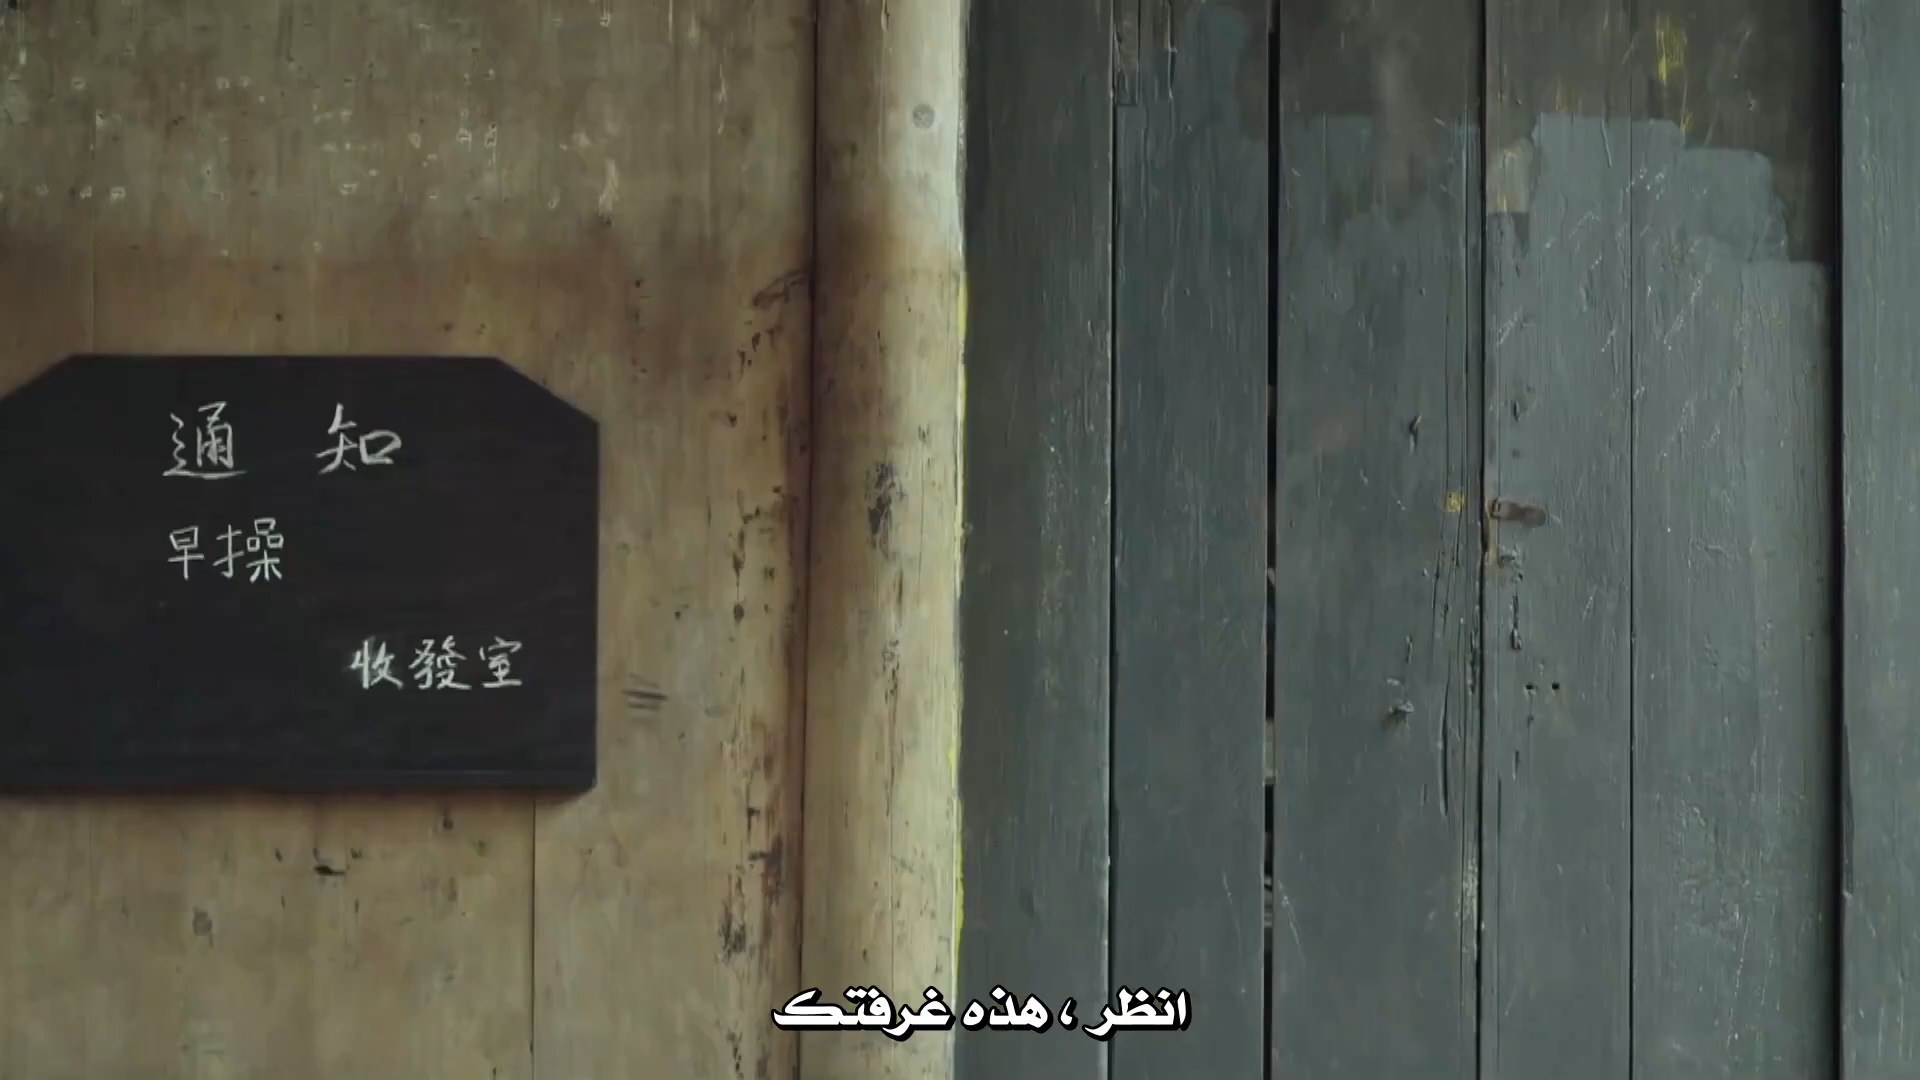 通 知
早操
收發室
انظر ، هذه غرفتك